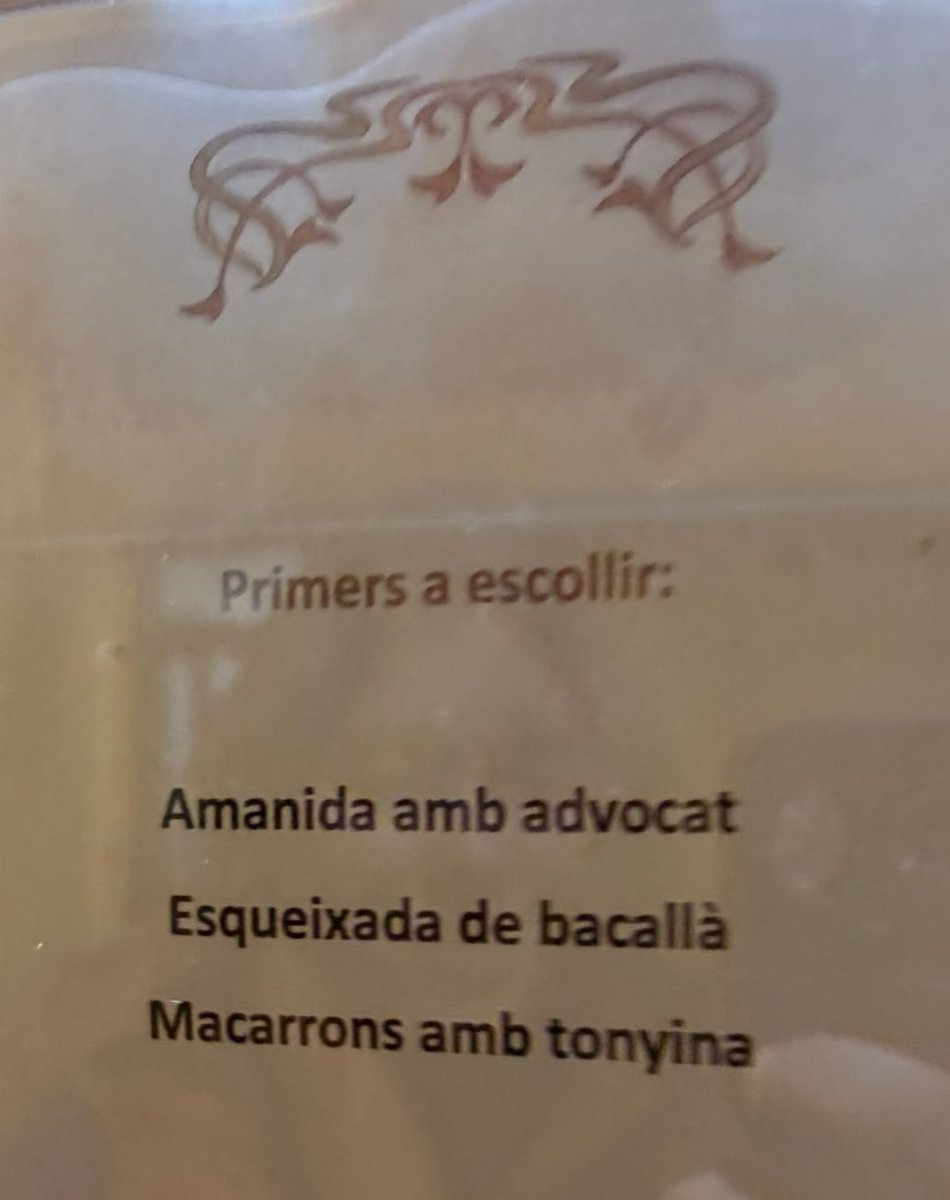 Primers a escollir:
Amanida amb advocat
Esqueixada de bacallà
Macarrons amb tonyina